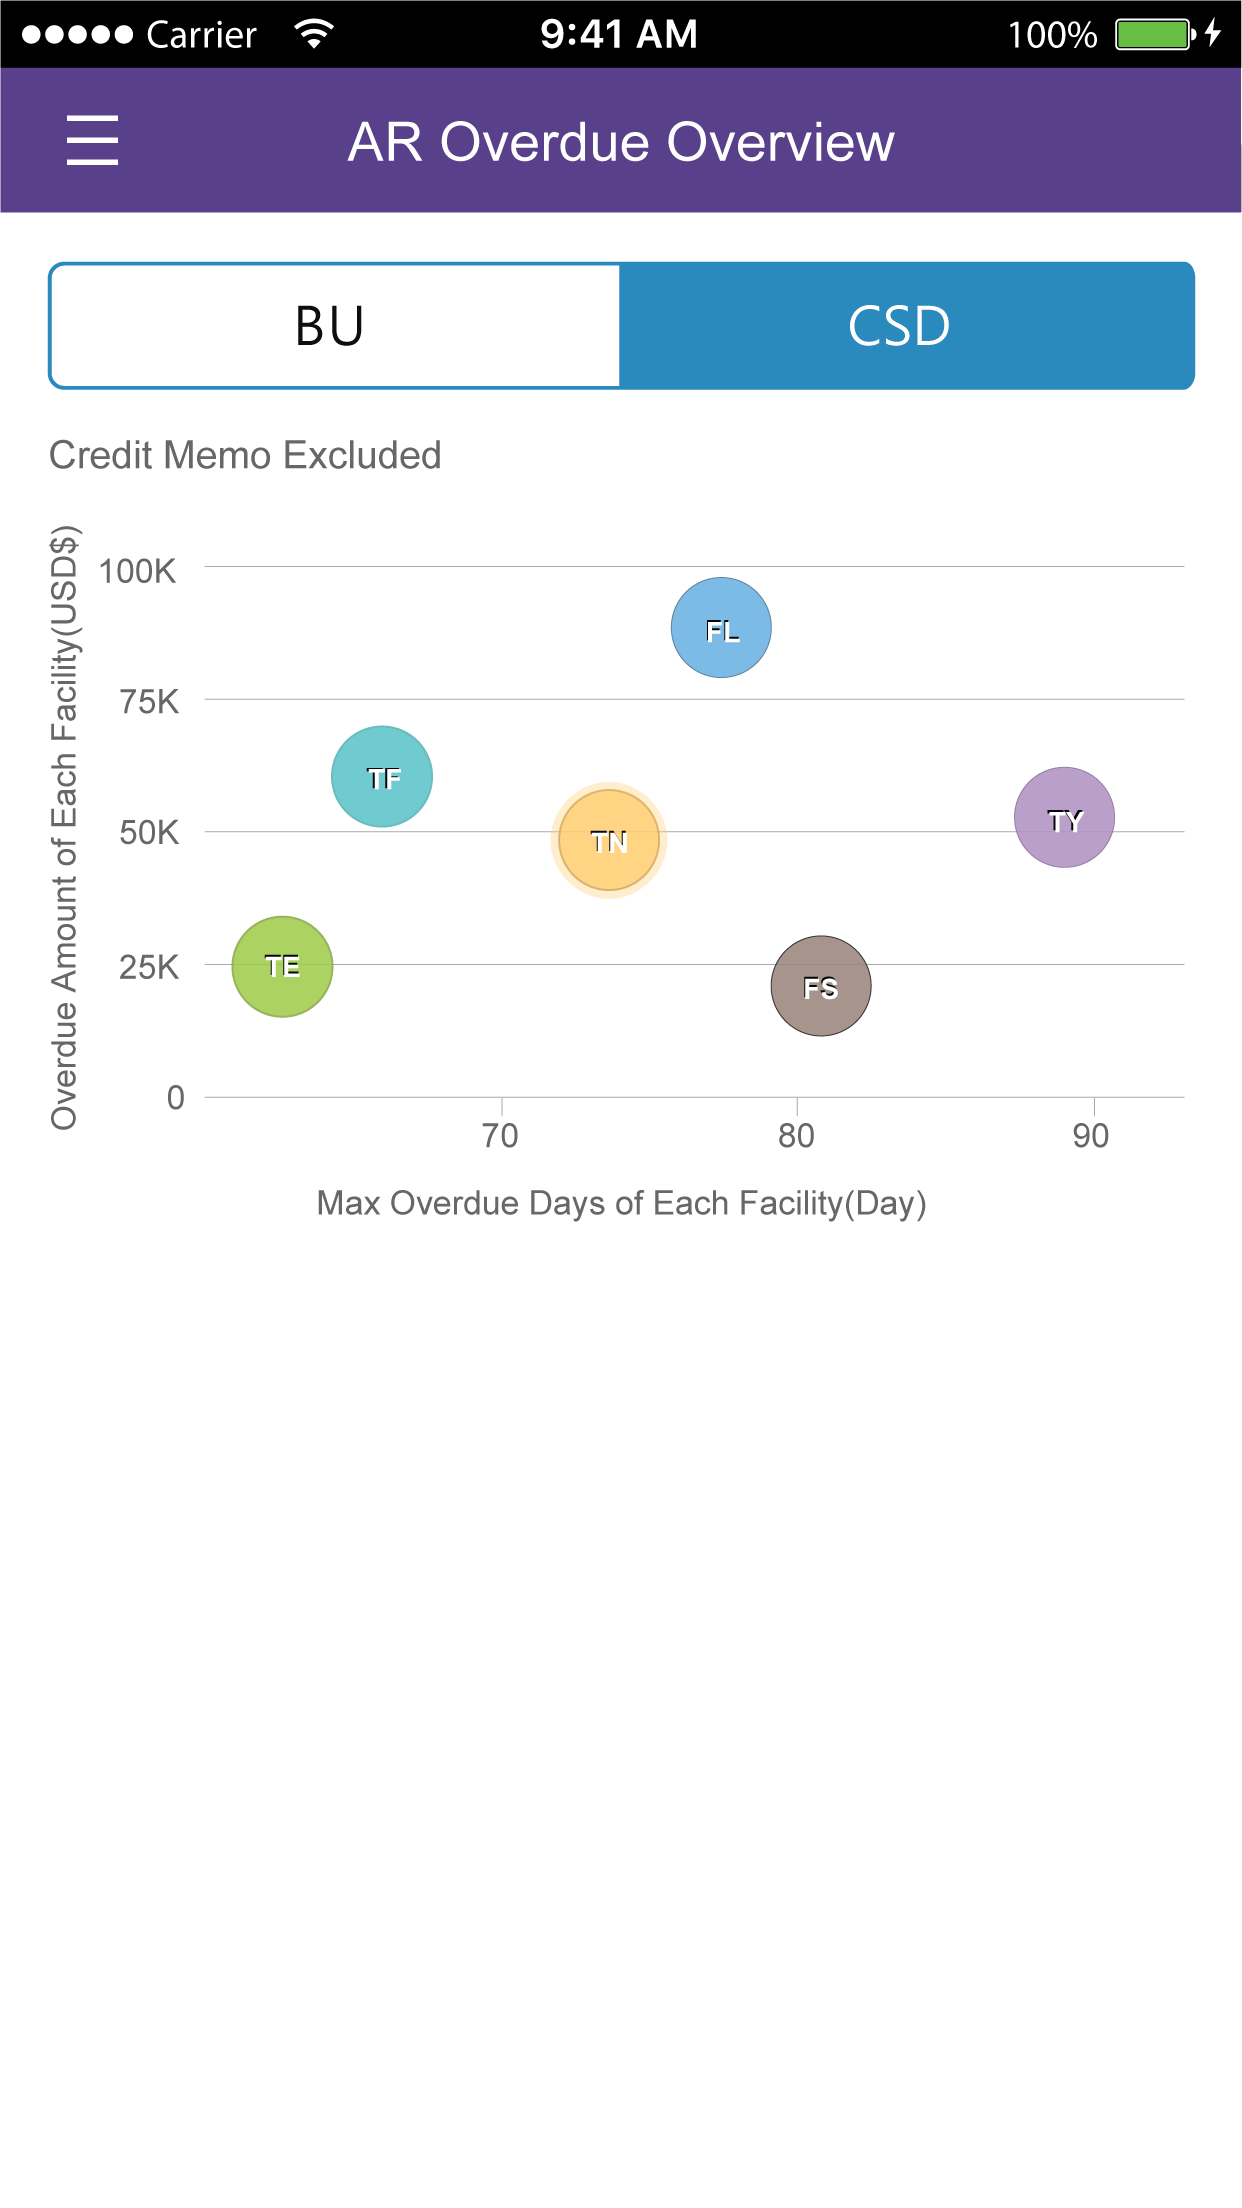 Carrier 9:41 AM 100%
AR Overdue Overview
BU CSD
Credit Memo Excluded
Overdue Amount of Each Facility(USD$)
100K
FL
75K
TF
TY
50K
TN
TE
25K
FS
0
70 80 90
Max Overdue Days of Each Facility(Day)